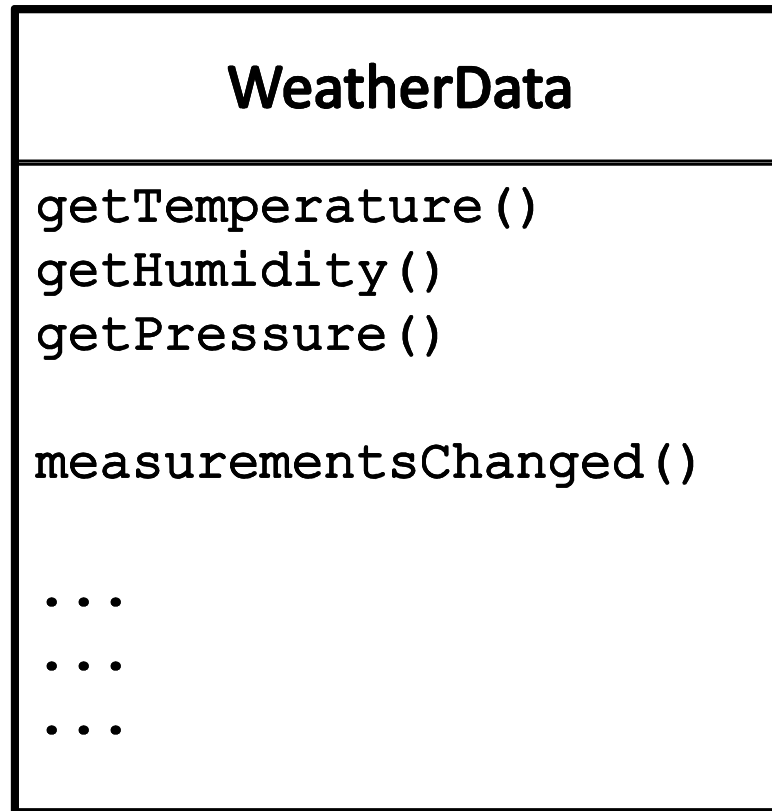 WeatherData
getTemperature()
getHumidity()
getPressure()
measurementsChanged()
...
...
...